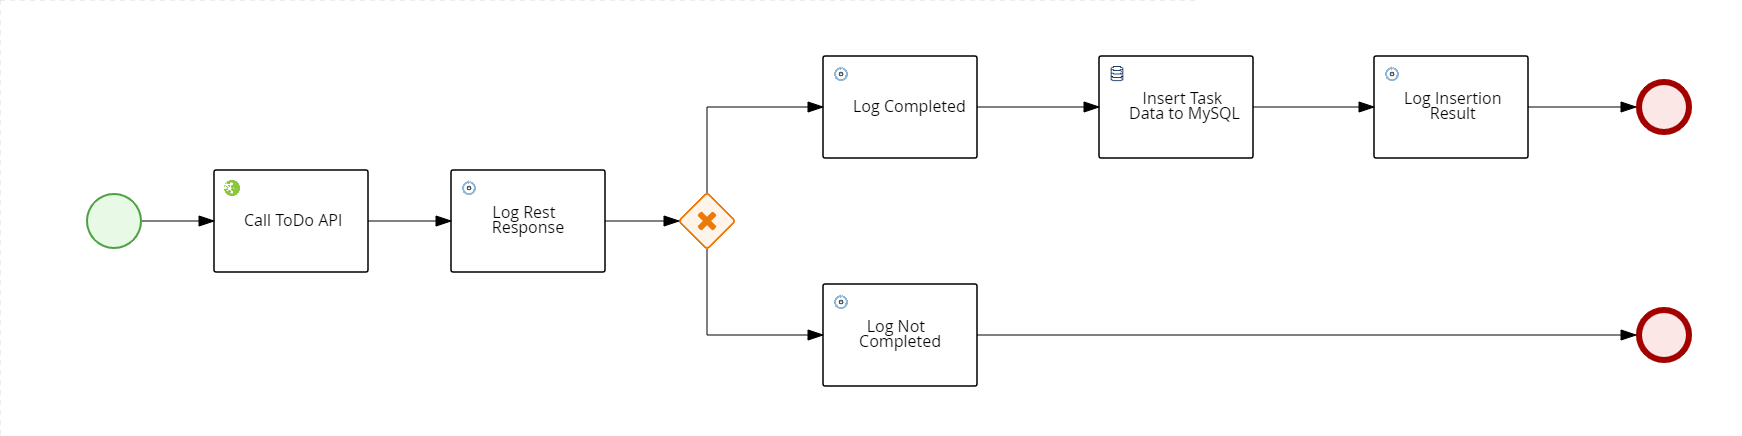 Call ToDo API
Log Rest
Response
Log Completed
Insert Task
Data to MySQL
Log Insertion
Result
Log Not
Completed